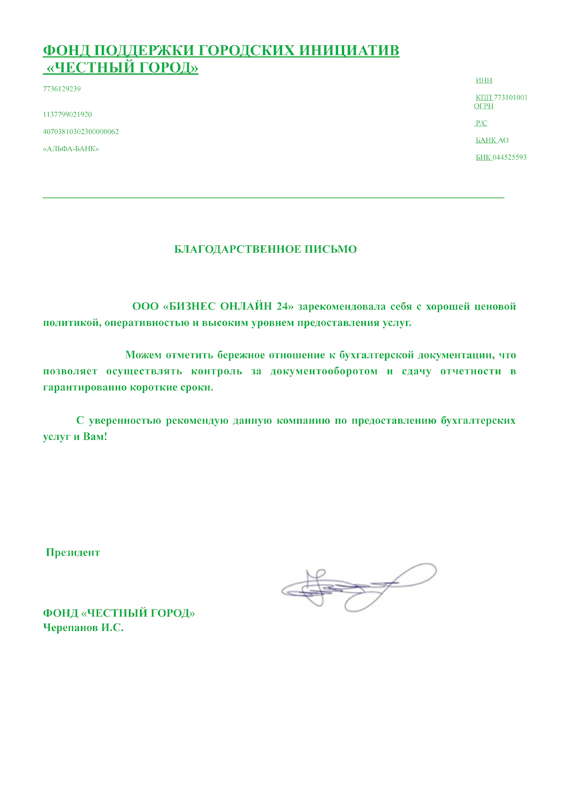 ФОНД ПОДДЕРЖКИ ГОРОДСКИХ ИНИЦИАТИВ
«ЧЕСТНЫЙ ГОРОД»
7736129239
1137799021920
40703810302300000062
«АЛЬФА-БАНК»
ИНН
КПП 773101001
ОГРН
Р/С
БАНК АО
БИК 044525593
БЛАГОДАРСТВЕННОЕ ПИСЬМО
ООО «БИЗНЕС ОНЛАЙН 24» зарекомендовала себя с хорошей ценовой
политикой, оперативностью и высоким уровнем предоставления услуг.
Можем отметить бережное отношение к бухгалтерской документации, что
позволяет осуществлять контроль за документооборотом и сдачу отчетности в
гарантированно короткие сроки.
С уверенностью рекомендую данную компанию по предоставлению бухгалтерских
услуг и Вам!
Президент
ФОНД «ЧЕСТНЫЙ ГОРОД»
Черепанов И.С.